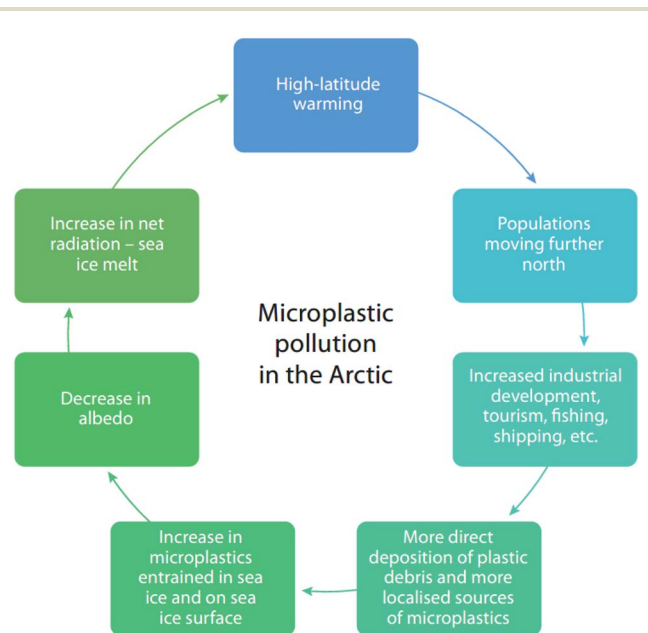 High-latitude
warming
Populations
moving further
north
Increased industrial
development,
tourism, fishing,
shipping, etc.
More direct
deposition of plastic
debris and more
localised sources
of microplastics
Increase in
microplastics
entrained in sea
ice and on sea
ice surface
Decrease in
albedo
Increase in net
radiation – sea
ice melt
Microplastic
pollution
in the Arctic